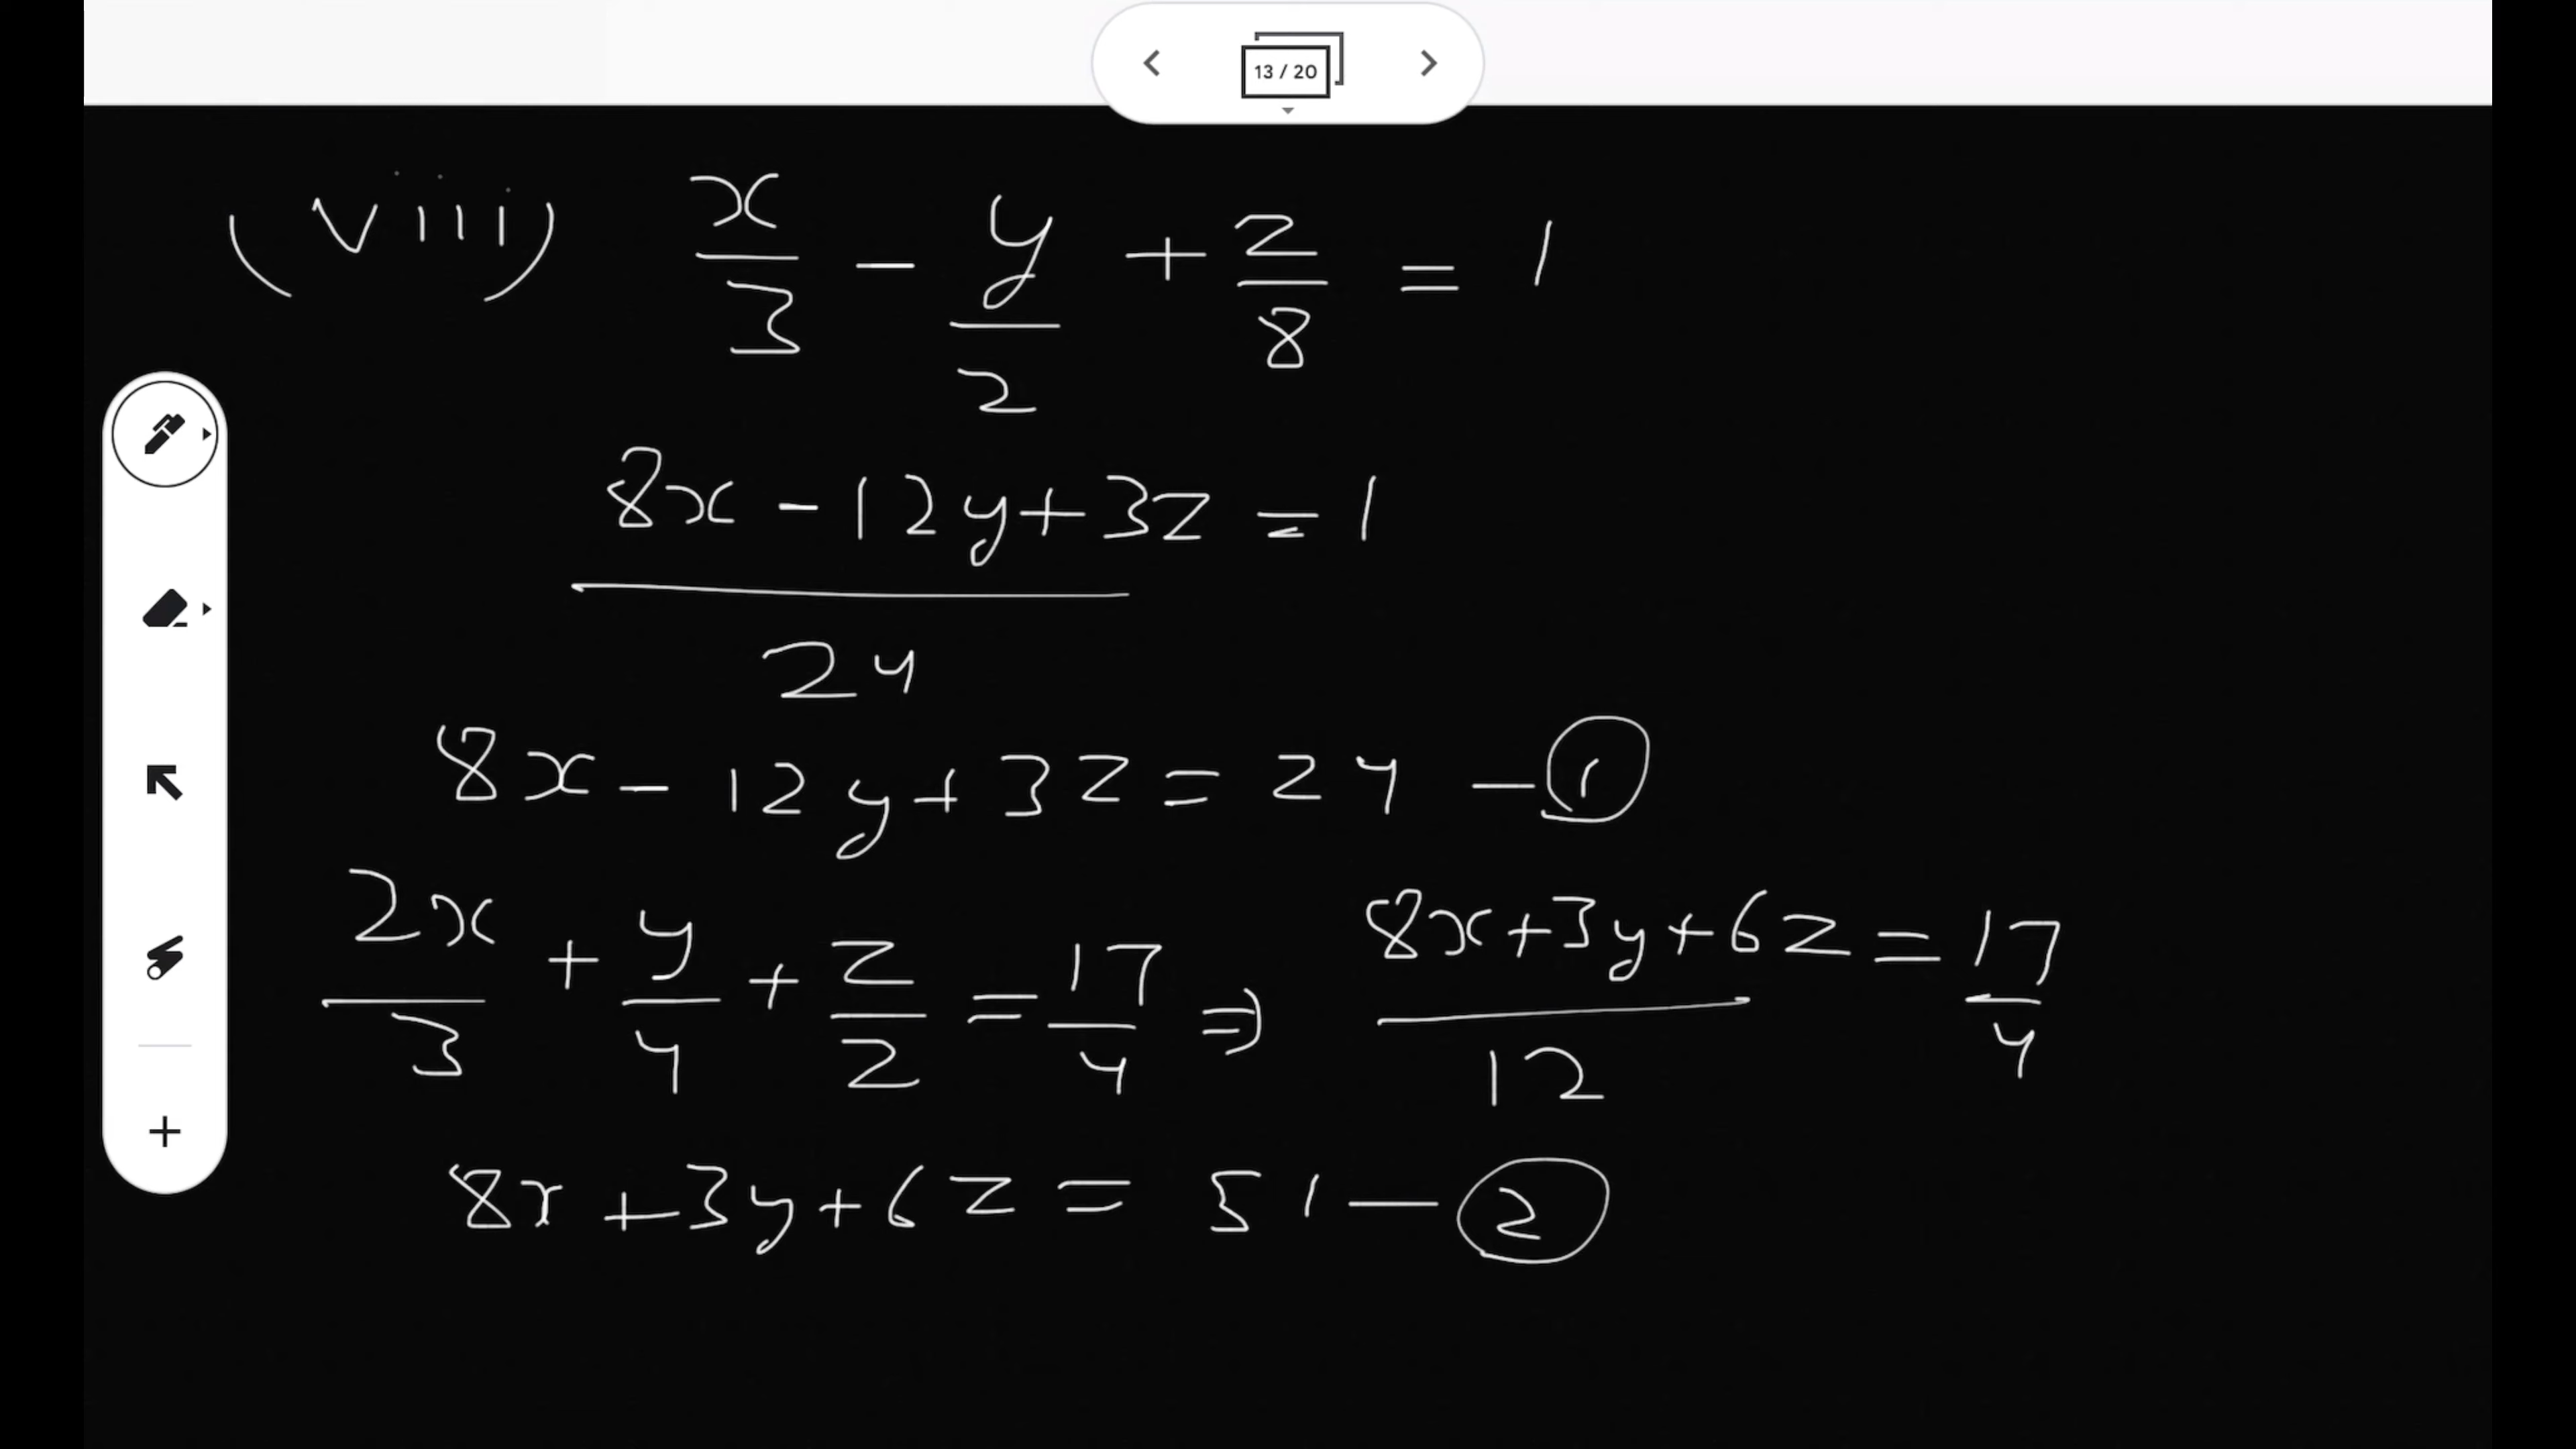 13 / 20
(viii) x/3 - y/2 + z/8 = 1
8x - 12y + 3z / 24 = 1
8x - 12y + 3z = 24 - ①
2x/3 + y/4 + z/2 = 17/4 ⇒ 8x + 3y + 6z / 12 = 17/4
8x + 3y + 6z = 51 - ②